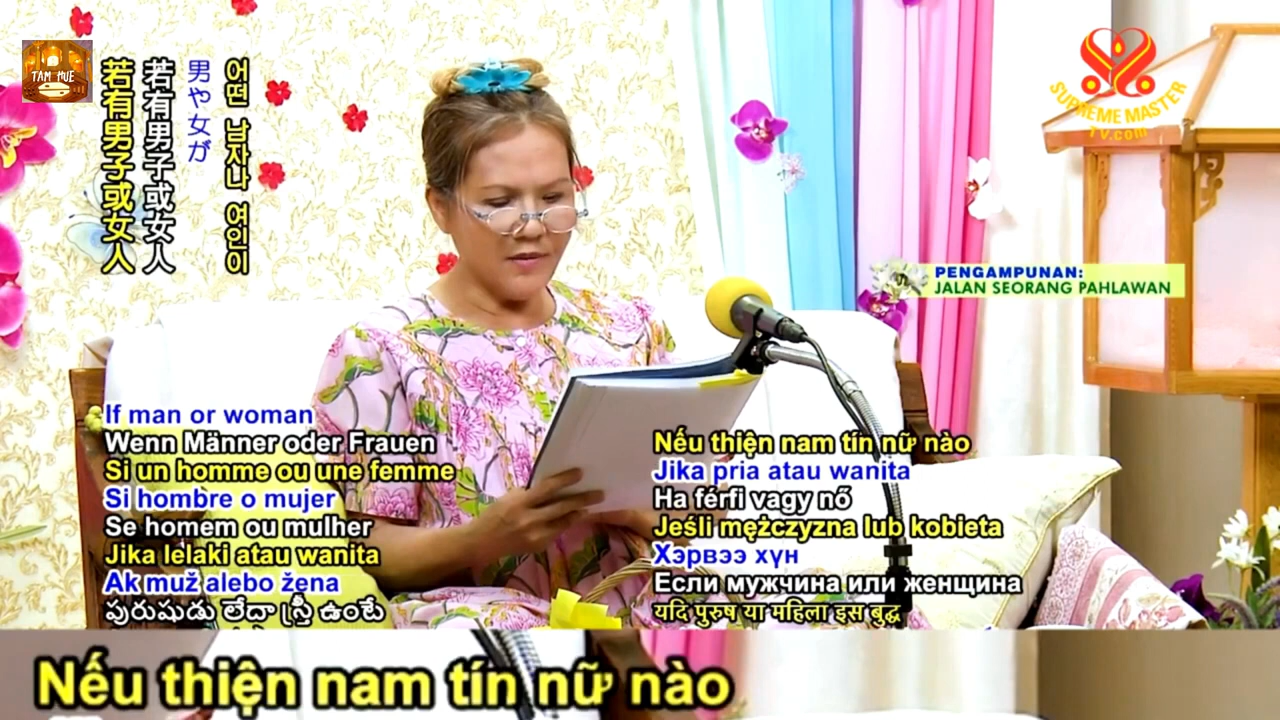 TAM HUE
若有男子或女人
若有男子或女人
男や女が
어떤 남자나 여인이
SUPREME MASTER
TV.com
PENGAMPUNAN:
JALAN SEORANG PAHLAWAN
If man or woman
Wenn Männer oder Frauen
Si un homme ou une femme
Si hombre o mujer
Se homem ou mulher
Jika lelaki atau wanita
Ak muž alebo žena
పురుషుడు లేదా స్త్రీ ఉంటే
Nếu thiện nam tín nữ nào
Jika pria atau wanita
Ha férfi vagy nő
Jeśli mężczyzna lub kobieta
Хэрвээ хүн
Если мужчина или женщина
यदि पुरुष या महिला इस बुद्ध
Nếu thiện nam tín nữ nào